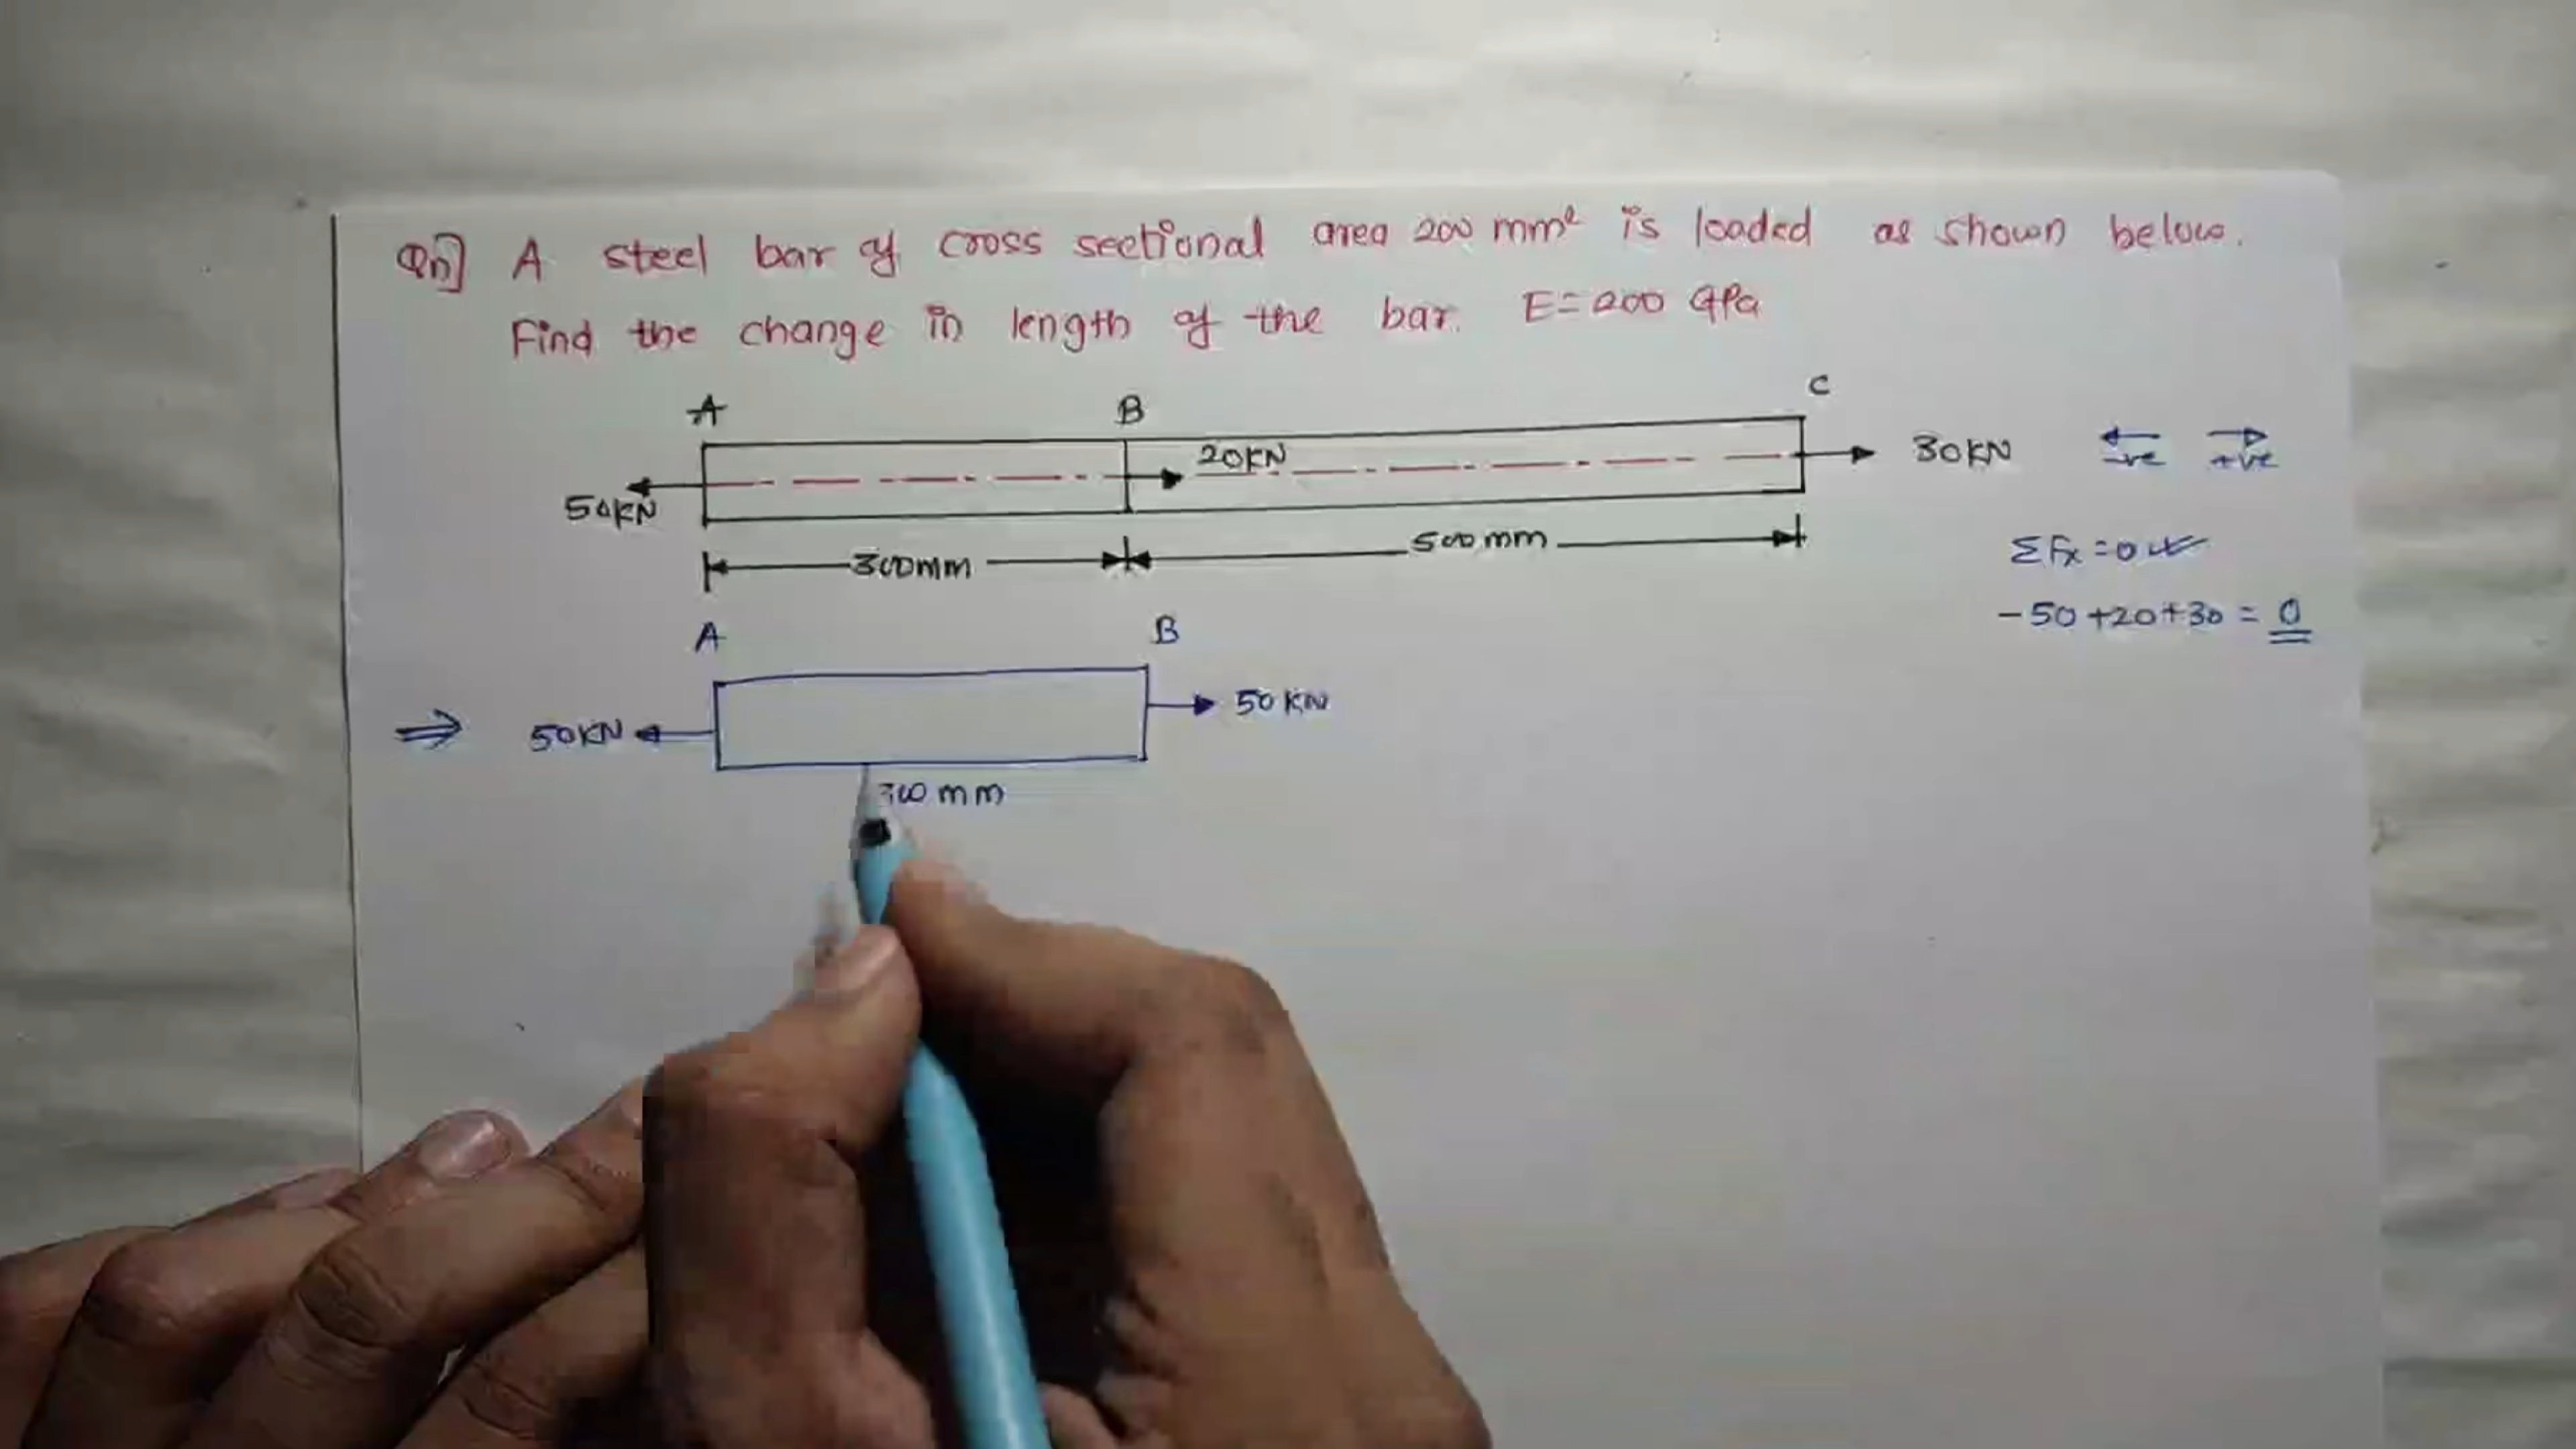 Qn] A steel bar of cross sectional area 200 mm² is loaded as shown below.
Find the change in length of the bar. E=200 GPa
A B C
50KN 20KN 30KN -ve +ve
300mm 500mm
ΣFx = 0
-50+20+30 = 0
A B
⇒ 50KN 50KN
300mm